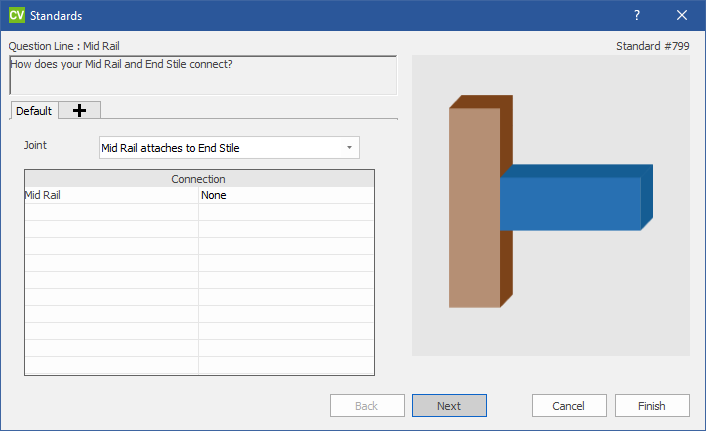 CV Standards ?
Question Line : Mid Rail
Standard #799
How does your Mid Rail and End Stile connect?
Default
Joint
Mid Rail attaches to End Stile
Connection
Mid Rail None
Back Next Cancel Finish